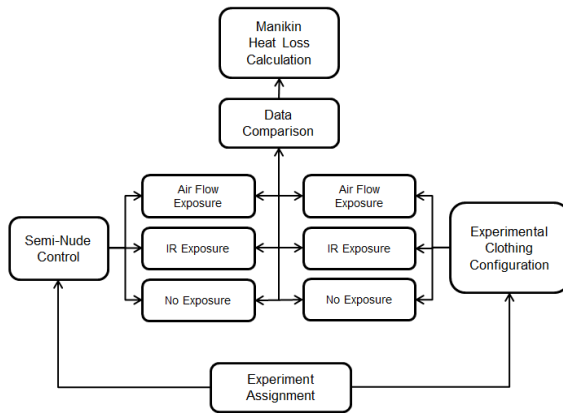 Manikin
Heat Loss
Calculation
Data
Comparison
Air Flow
Exposure
Air Flow
Exposure
Semi-Nude
Control
IR Exposure
IR Exposure
Experimental
Clothing
Configuration
No Exposure
No Exposure
Experiment
Assignment